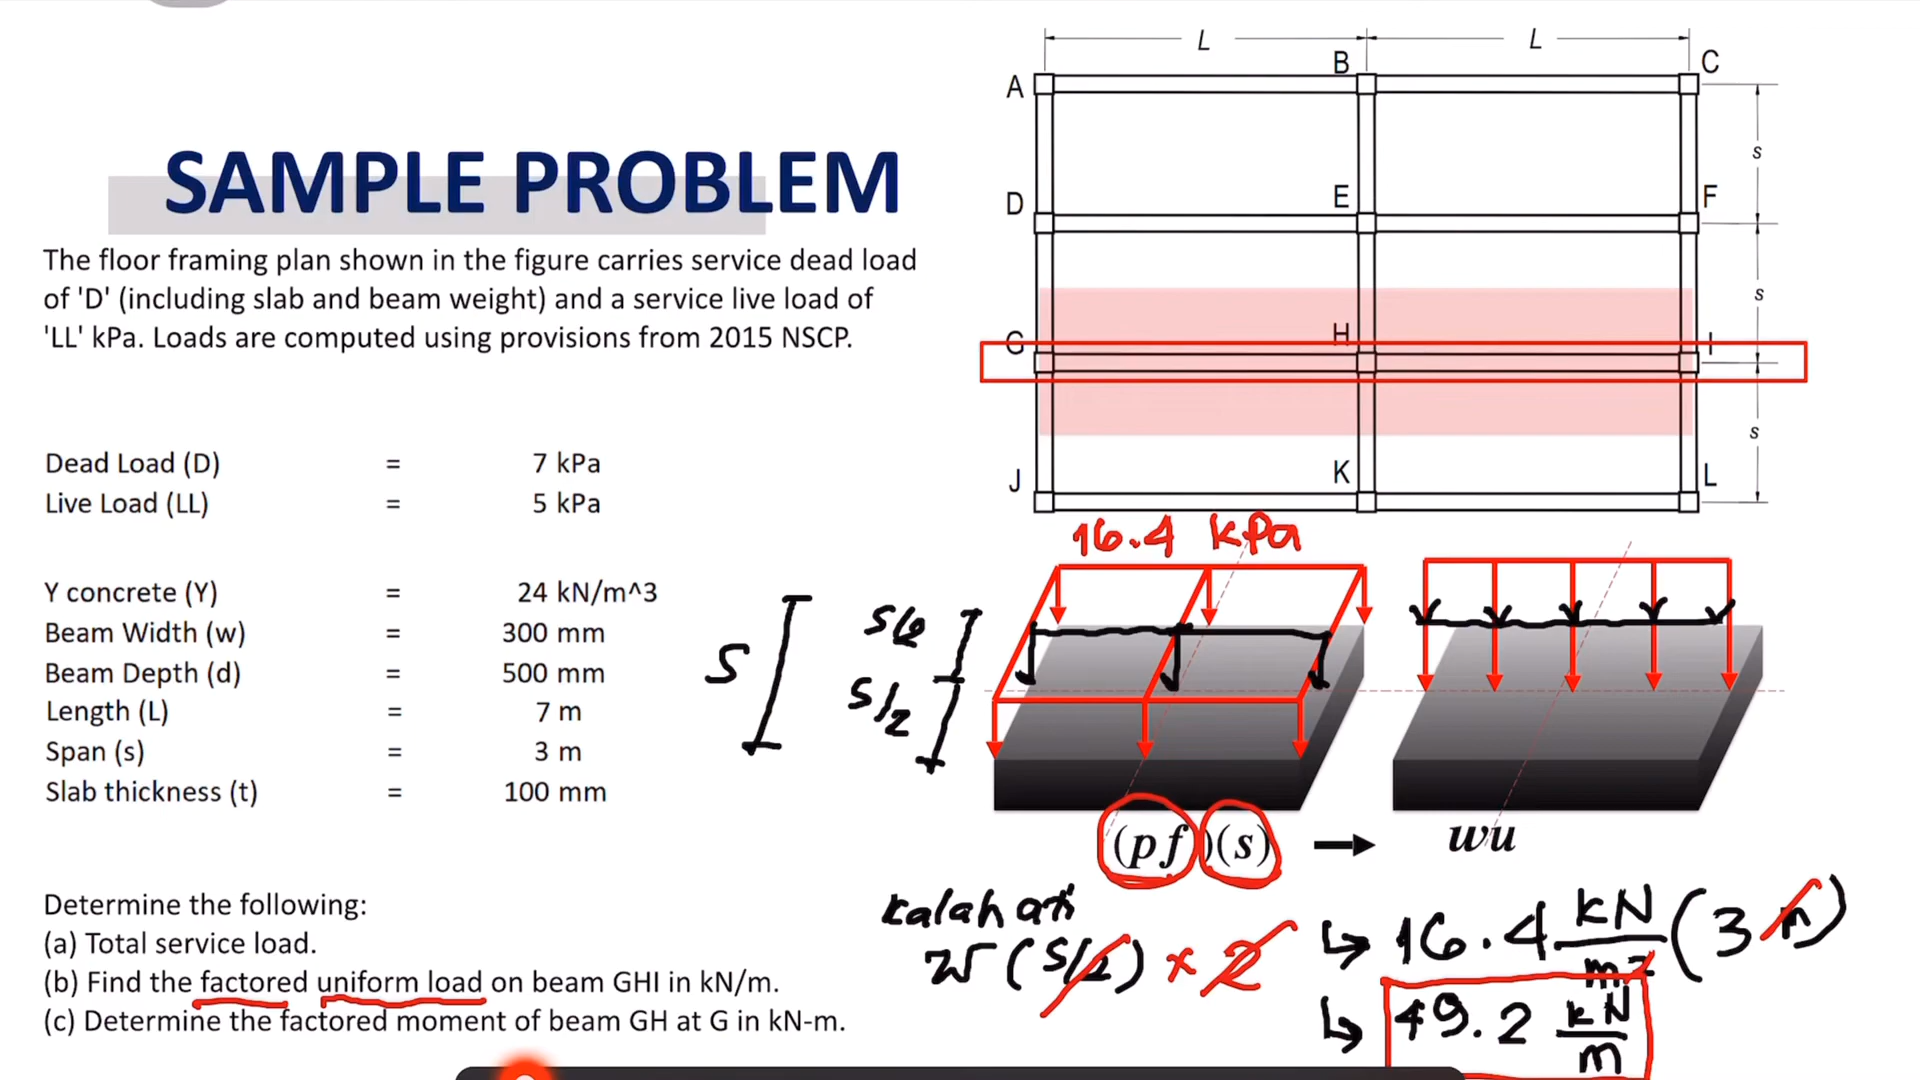 SAMPLE PROBLEM
The floor framing plan shown in the figure carries service dead load
of 'D' (including slab and beam weight) and a service live load of
'LL' kPa. Loads are computed using provisions from 2015 NSCP.
Dead Load (D) = 7 kPa
Live Load (LL) = 5 kPa
Y concrete (Y) = 24 kN/m^3
Beam Width (w) = 300 mm
Beam Depth (d) = 500 mm
Length (L) = 7 m
Span (s) = 3 m
Slab thickness (t) = 100 mm
Determine the following:
(a) Total service load.
(b) Find the factored uniform load on beam GHI in kN/m.
(c) Determine the factored moment of beam GH at G in kN-m.
L L
A B C
s
D E F
s
G H I
s
J K L
16.4 kPa
S
S/2
S/2
(pf)(s) → wu
kalahati
w (S/2) × 2
↳ 16.4 kN/m² (3 m)
↳ 49.2 kN/m